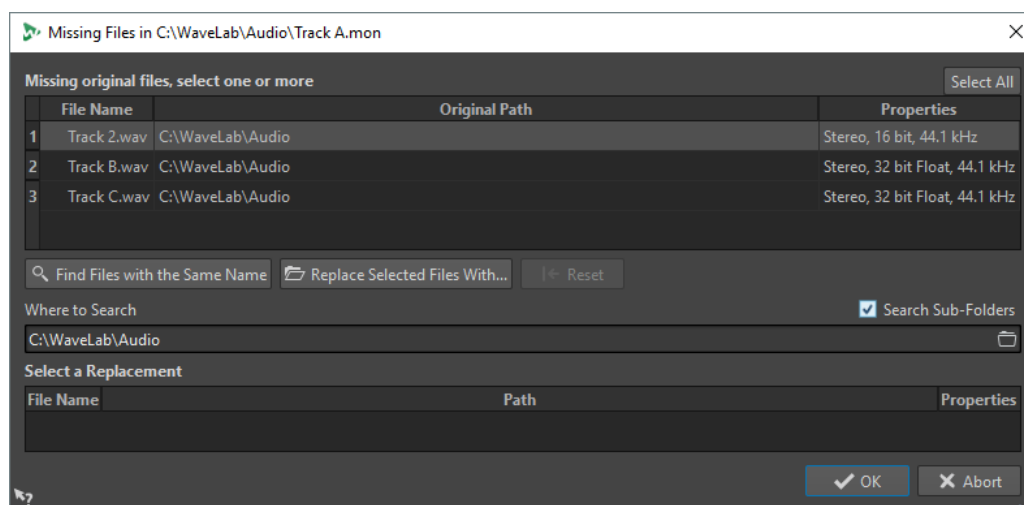 Missing Files in C:\WaveLab\Audio\Track A.mon
Missing original files, select one or more Select All
File Name Original Path Properties
1 Track 2.wav C:\WaveLab\Audio Stereo, 16 bit, 44.1 kHz
2 Track B.wav C:\WaveLab\Audio Stereo, 32 bit Float, 44.1 kHz
3 Track C.wav C:\WaveLab\Audio Stereo, 32 bit Float, 44.1 kHz
Find Files with the Same Name Replace Selected Files With... Reset
Where to Search Search Sub-Folders
C:\WaveLab\Audio
Select a Replacement
File Name Path Properties
OK Abort
?